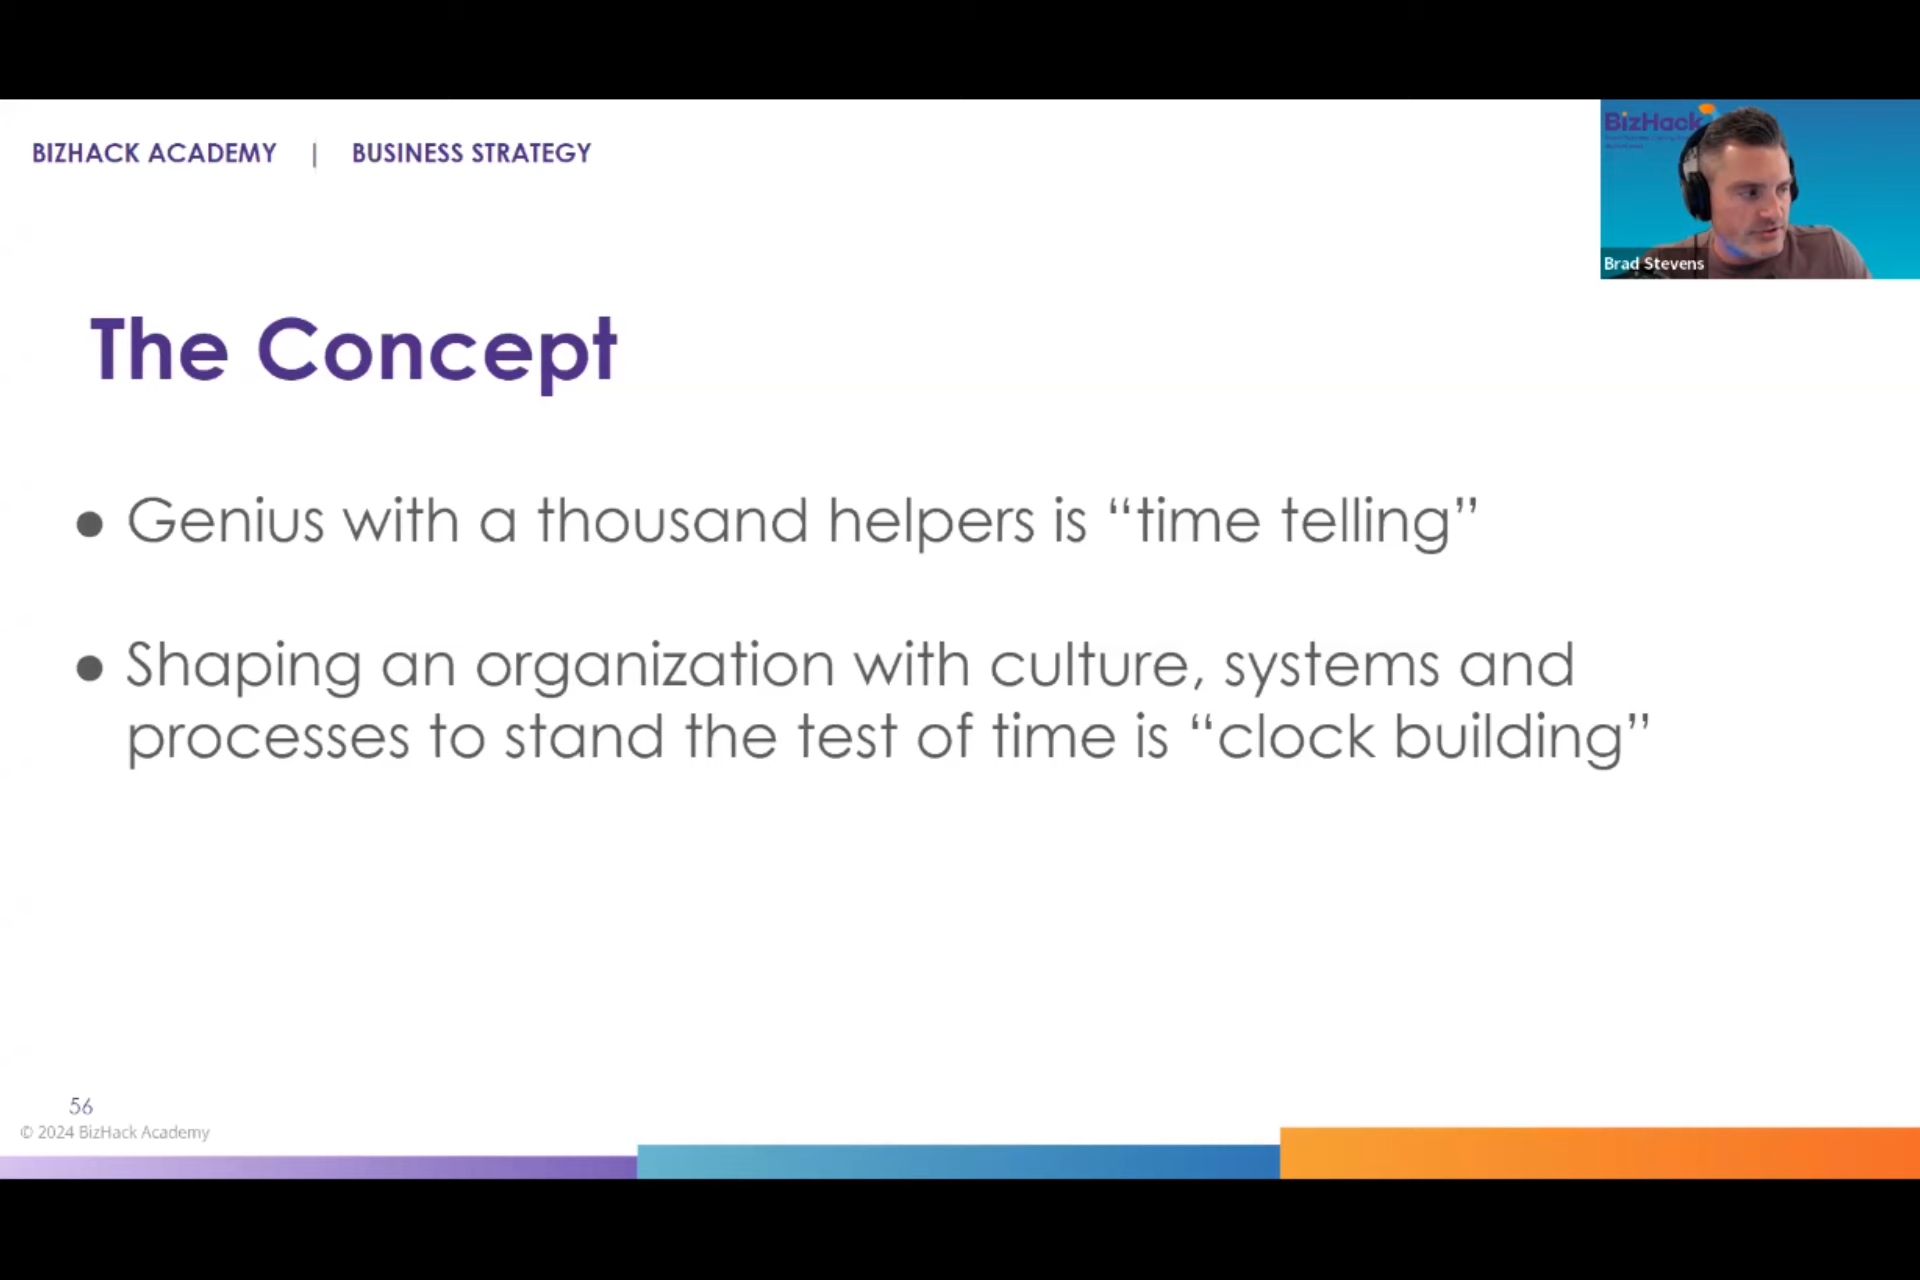 BIZHACK ACADEMY | BUSINESS STRATEGY
BizHack
Brad Stevens
The Concept
● Genius with a thousand helpers is “time telling”
● Shaping an organization with culture, systems and
processes to stand the test of time is “clock building”
56
© 2024 BizHack Academy